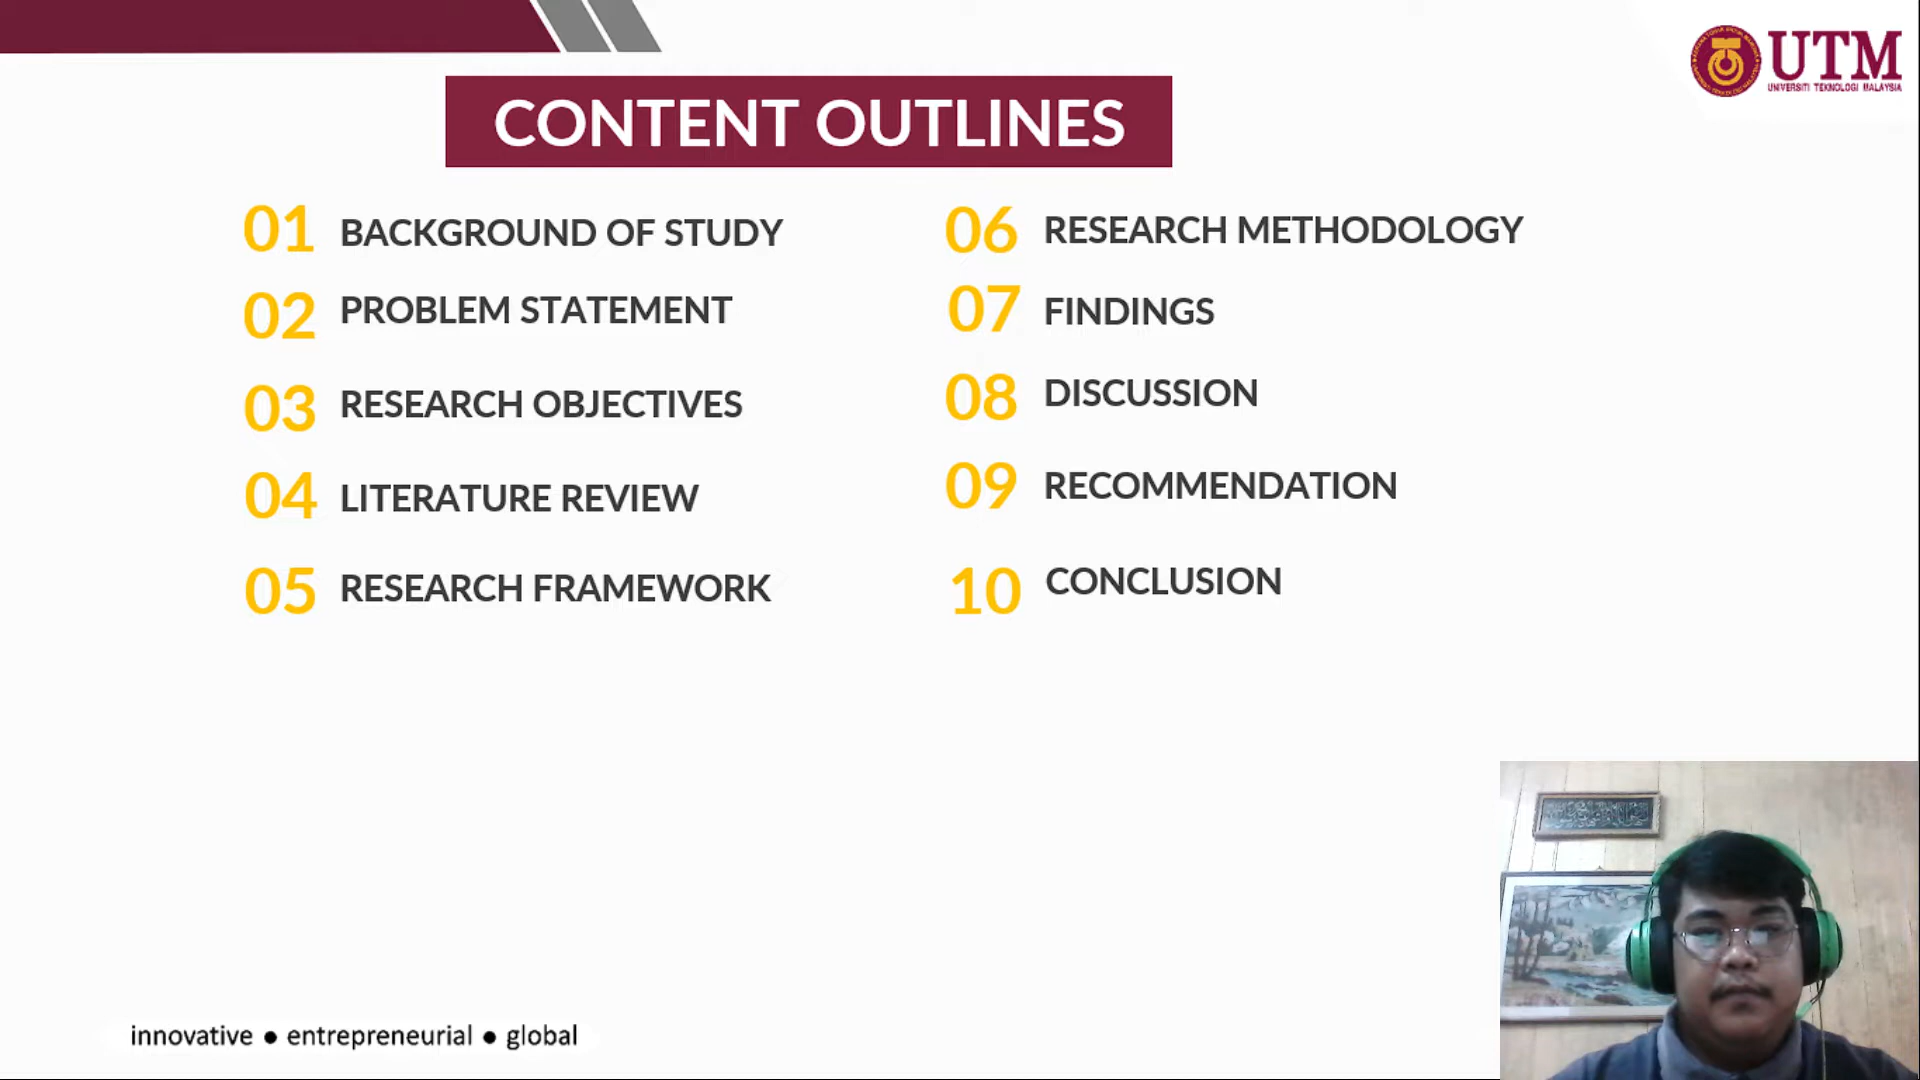 UTM
UNIVERSITI TEKNOLOGI MALAYSIA
CONTENT OUTLINES
01 BACKGROUND OF STUDY
02 PROBLEM STATEMENT
03 RESEARCH OBJECTIVES
04 LITERATURE REVIEW
05 RESEARCH FRAMEWORK
06 RESEARCH METHODOLOGY
07 FINDINGS
08 DISCUSSION
09 RECOMMENDATION
10 CONCLUSION
innovative ● entrepreneurial ● global